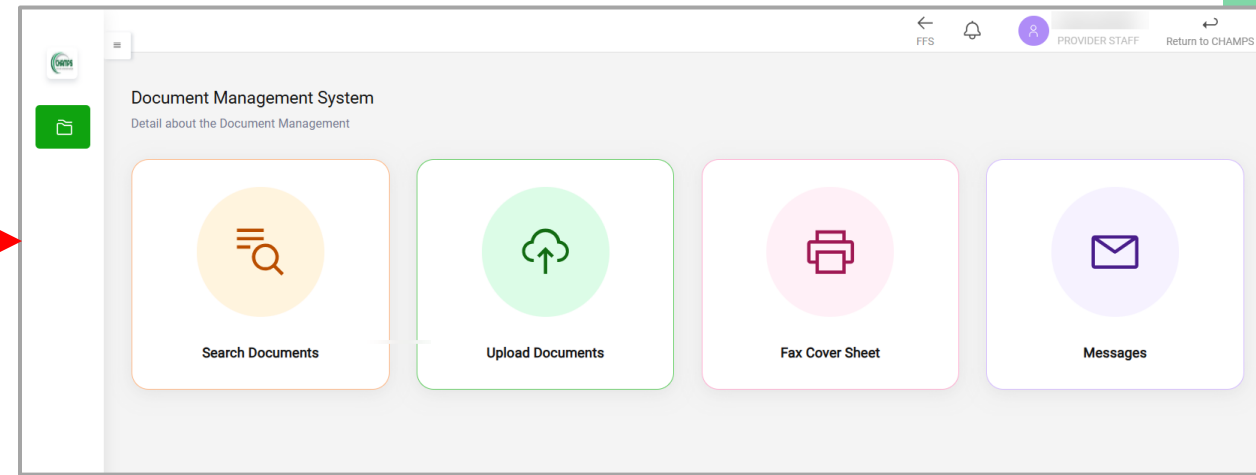 CHAMPS
FFS
PROVIDER STAFF
Return to CHAMPS
Document Management System
Detail about the Document Management
Search Documents
Upload Documents
Fax Cover Sheet
Messages